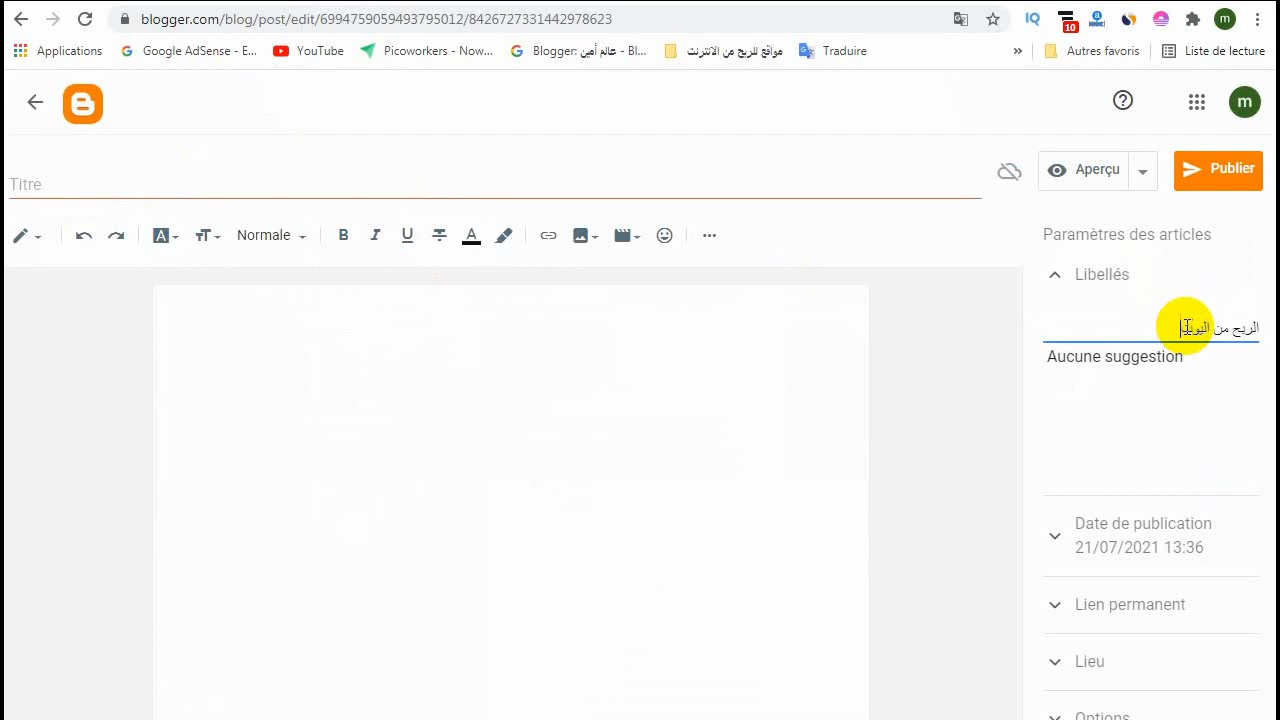 blogger.com/blog/post/edit/6994759059493795012/8426727331442978623
IQ
10
m
Applications
Google AdSense - E...
YouTube
Picoworkers - Now...
Blogger: عالم أمين - Bl...
مواقع للربح من الانترنت
Traduire
»
Autres favoris
Liste de lecture
m
Titre
Aperçu
Publier
Normale
B
I
U
A
Paramètres des articles
Libellés
الربح من
Aucune suggestion
Date de publication
21/07/2021 13:36
Lien permanent
Lieu
Options